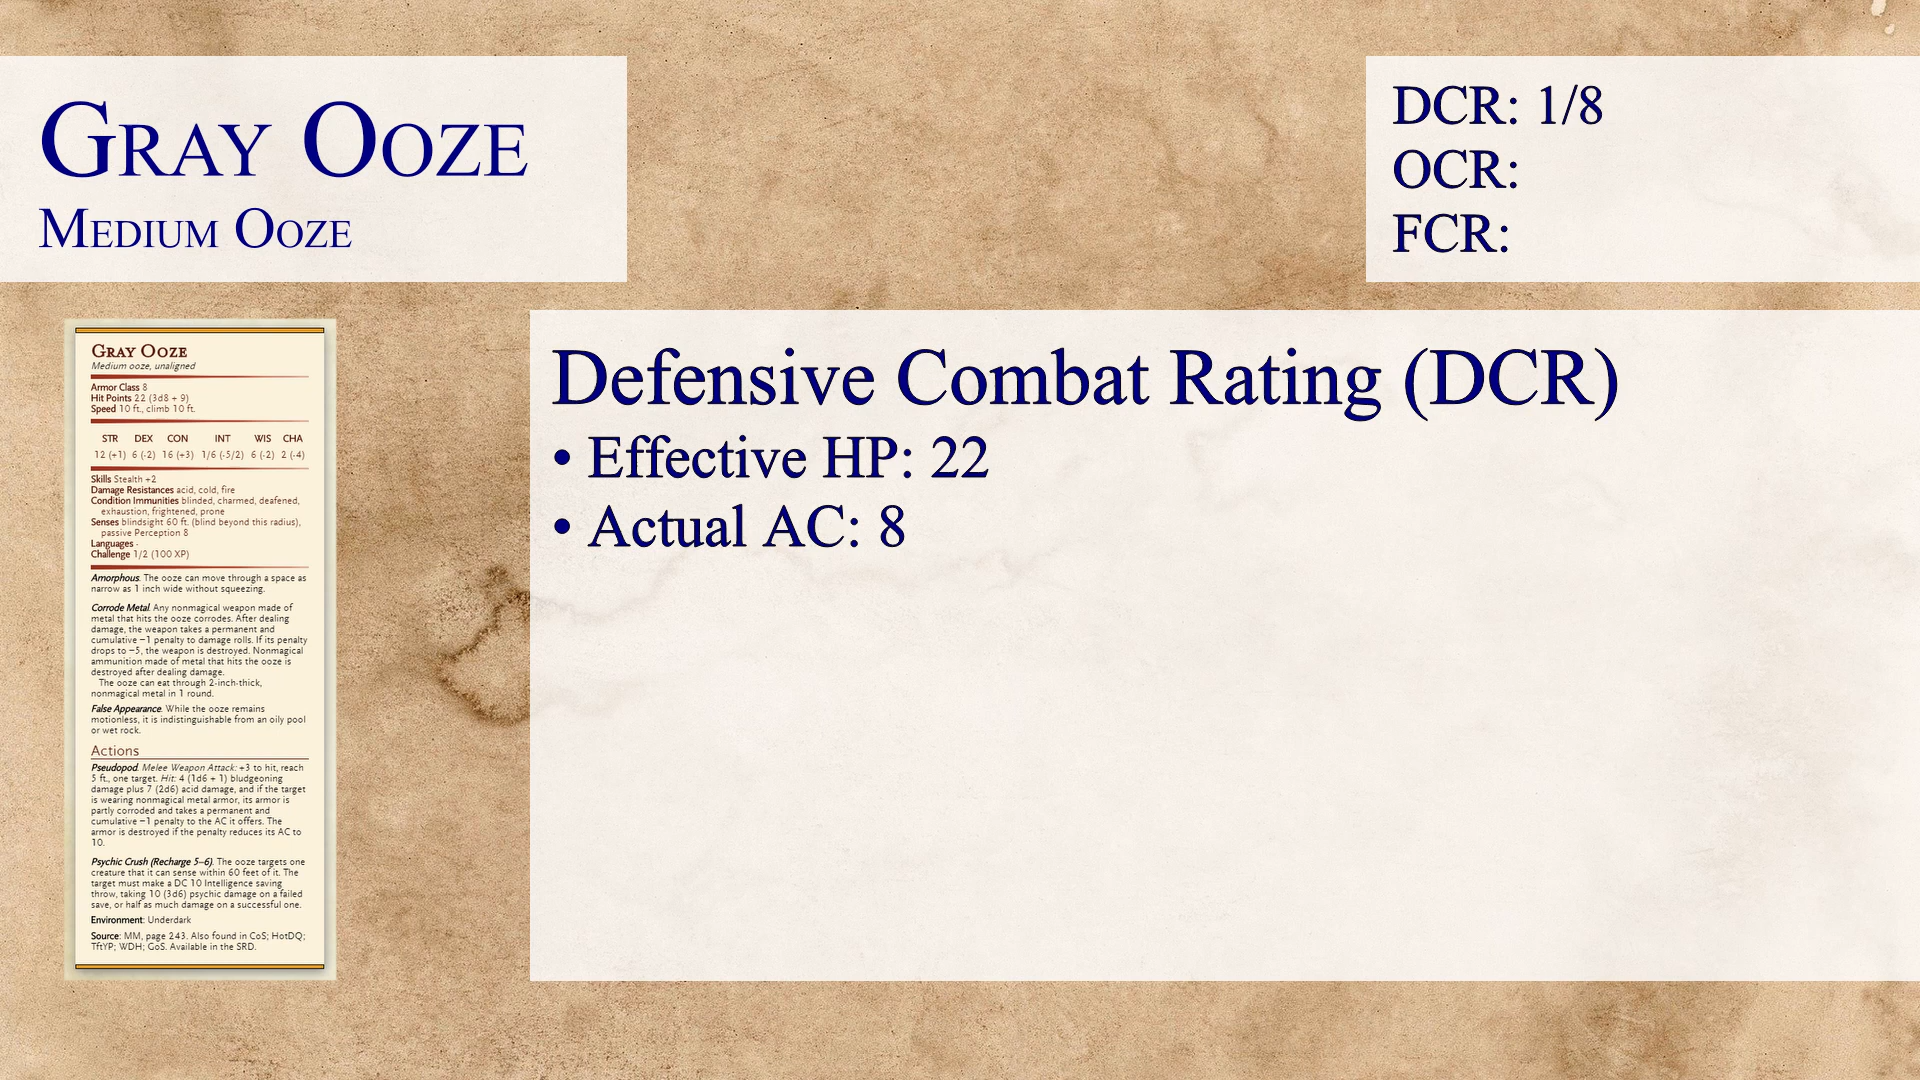 GRAY OOZE
MEDIUM OOZE
DCR: 1/8
OCR:
FCR:
GRAY OOZE
Medium ooze, unaligned
Armor Class 8
Hit Points 22 (3d8 + 9)
Speed 10 ft., climb 10 ft.
STR DEX CON INT WIS CHA
12 (+1) 6 (-2) 16 (+3) 1/6 (-5/2) 6 (-2) 2 (-4)
Skills Stealth +2
Damage Resistances acid, cold, fire
Condition Immunities blinded, charmed, deafened,
exhaustion, frightened, prone
Senses blindsight 60 ft. (blind beyond this radius),
passive Perception 8
Languages -
Challenge 1/2 (100 XP)
Amorphous. The ooze can move through a space as
narrow as 1 inch wide without squeezing.
Corrode Metal. Any nonmagical weapon made of
metal that hits the ooze corrodes. After dealing
damage, the weapon takes a permanent and
cumulative −1 penalty to damage rolls. If its penalty
drops to −5, the weapon is destroyed. Nonmagical
ammunition made of metal that hits the ooze is
destroyed after dealing damage.
The ooze can eat through 2-inch-thick,
nonmagical metal in 1 round.
False Appearance. While the ooze remains
motionless, it is indistinguishable from an oily pool
or wet rock.
Actions
Pseudopod. Melee Weapon Attack: +3 to hit, reach
5 ft., one target. Hit: 4 (1d6 + 1) bludgeoning
damage plus 7 (2d6) acid damage, and if the target
is wearing nonmagical metal armor, its armor is
partly corroded and takes a permanent and
cumulative −1 penalty to the AC it offers. The
armor is destroyed if the penalty reduces its AC to
10.
Psychic Crush (Recharge 5–6). The ooze targets one
creature that it can sense within 60 feet of it. The
target must make a DC 10 Intelligence saving
throw, taking 10 (3d6) psychic damage on a failed
save, or half as much damage on a successful one.
Environment: Underdark
Source: MM, page 243. Also found in CoS; HotDQ;
TftYP; WDH; GoS. Available in the SRD.
Defensive Combat Rating (DCR)
• Effective HP: 22
• Actual AC: 8